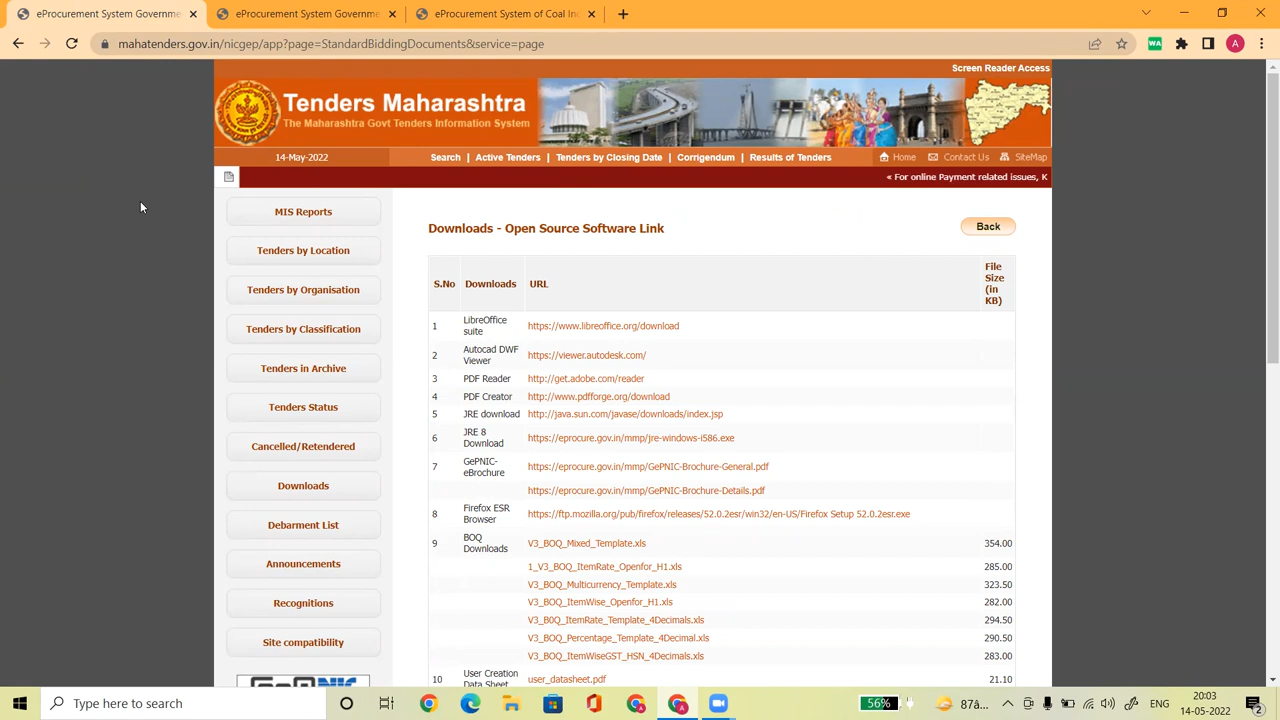 eProcurement System Governme
eProcurement System Governme
eProcurement System of Coal In
mahatenders.gov.in/nicgep/app?page=StandardBiddingDocuments&service=page
WA
A
Screen Reader Access
Tenders Maharashtra
The Maharashtra Govt Tenders Information System
14-May-2022
Search | Active Tenders | Tenders by Closing Date | Corrigendum | Results of Tenders
Home
Contact Us
SiteMap
« For online Payment related issues, K
MIS Reports
Tenders by Location
Tenders by Organisation
Tenders by Classification
Tenders in Archive
Tenders Status
Cancelled/Retendered
Downloads
Debarment List
Announcements
Recognitions
Site compatibility
Downloads - Open Source Software Link
Back
S.No Downloads URL File Size (in KB)
1 LibreOffice suite https://www.libreoffice.org/download
2 Autocad DWF Viewer https://viewer.autodesk.com/
3 PDF Reader http://get.adobe.com/reader
4 PDF Creator http://www.pdfforge.org/download
5 JRE download http://java.sun.com/javase/downloads/index.jsp
6 JRE 8 Download https://eprocure.gov.in/mmp/jre-windows-i586.exe
7 GePNIC-eBrochure https://eprocure.gov.in/mmp/GePNIC-Brochure-General.pdf
https://eprocure.gov.in/mmp/GePNIC-Brochure-Details.pdf
8 Firefox ESR Browser https://ftp.mozilla.org/pub/firefox/releases/52.0.2esr/win32/en-US/Firefox Setup 52.0.2esr.exe
9 BOQ Downloads V3_BOQ_Mixed_Template.xls 354.00
1_V3_BOQ_ItemRate_Openfor_H1.xls 285.00
V3_BOQ_Multicurrency_Template.xls 323.50
V3_BOQ_ItemWise_Openfor_H1.xls 282.00
V3_B0Q_ItemRate_Template_4Decimals.xls 294.50
V3_BOQ_Percentage_Template_4Decimal.xls 290.50
V3_BOQ_ItemWiseGST_HSN_4Decimals.xls 283.00
10 User Creation Data Sheet user_datasheet.pdf 21.10
Type here to search
56%
87â...
ENG
20:03
14-05-2022
2